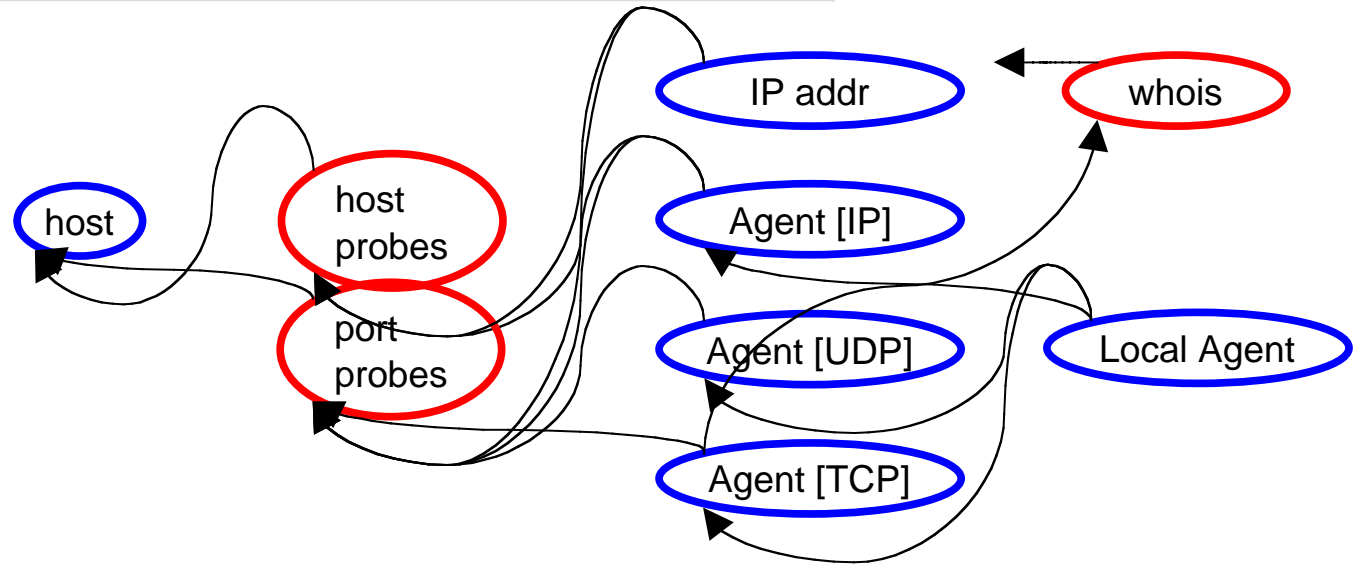 IP addr
whois
host
host
probes
Agent [IP]
port
probes
Agent [UDP]
Local Agent
Agent [TCP]